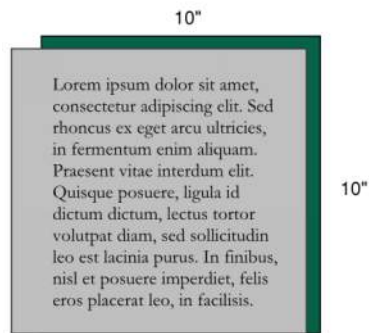 10"
Lorem ipsum dolor sit amet,
consectetur adipiscing elit. Sed
rhoncus ex eget arcu ultricies,
in fermentum enim aliquam.
Praesent vitae interdum elit.
Quisque posuere, ligula id
dictum dictum, lectus tortor
volutpat diam, sed sollicitudin
leo est lacinia purus. In finibus,
nisl et posuere imperdiet, felis
eros placerat leo, in facilisis.
10"